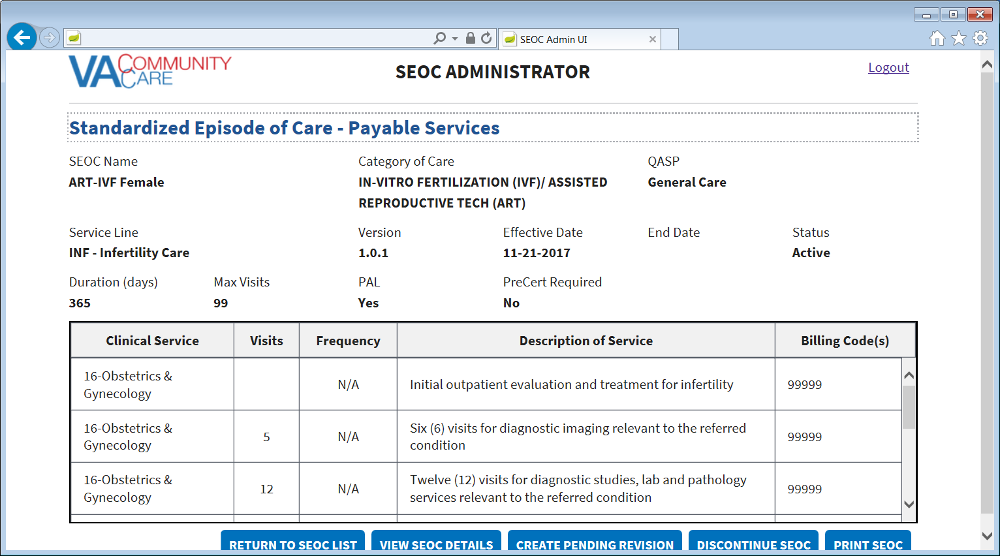 SEOC Admin UI
VA COMMUNITY CARE
SEOC ADMINISTRATOR
Logout
Standardized Episode of Care - Payable Services
SEOC Name
ART-IVF Female
Category of Care
IN-VITRO FERTILIZATION (IVF)/ ASSISTED
REPRODUCTIVE TECH (ART)
QASP
General Care
Service Line
INF - Infertility Care
Version
1.0.1
Effective Date
11-21-2017
End Date
Status
Active
Duration (days)
365
Max Visits
99
PAL
Yes
PreCert Required
No
Clinical Service Visits Frequency Description of Service Billing Code(s)
16-Obstetrics &
Gynecology
N/A
Initial outpatient evaluation and treatment for infertility
99999
16-Obstetrics &
Gynecology
5
N/A
Six (6) visits for diagnostic imaging relevant to the referred
condition
99999
16-Obstetrics &
Gynecology
12
N/A
Twelve (12) visits for diagnostic studies, lab and pathology
services relevant to the referred condition
99999
RETURN TO SEOC LIST
VIEW SEOC DETAILS
CREATE PENDING REVISION
DISCONTINUE SEOC
PRINT SEOC